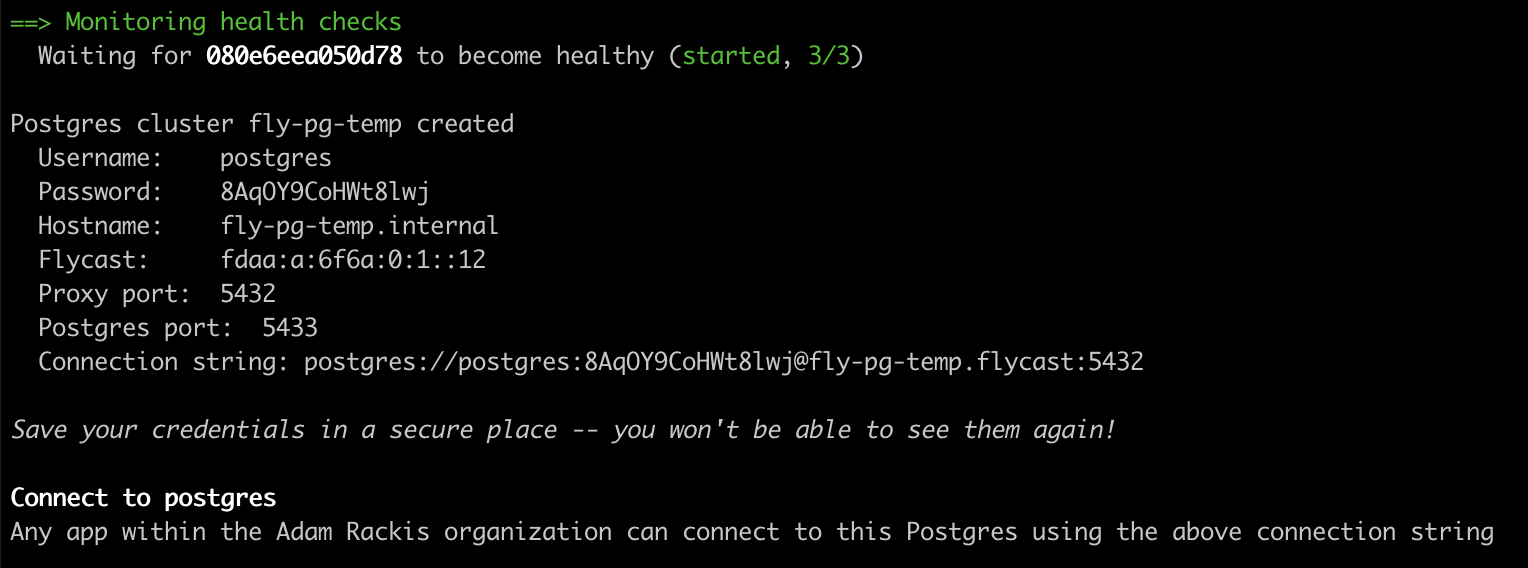 ==> Monitoring health checks
Waiting for 080e6eea050d78 to become healthy (started, 3/3)
Postgres cluster fly-pg-temp created
Username: postgres
Password: 8AqOY9CoHWt8lwj
Hostname: fly-pg-temp.internal
Flycast: fdaa:a:6f6a:0:1::12
Proxy port: 5432
Postgres port: 5433
Connection string: postgres://postgres:8AqOY9CoHWt8lwj@fly-pg-temp.flycast:5432
Save your credentials in a secure place -- you won't be able to see them again!
Connect to postgres
Any app within the Adam Rackis organization can connect to this Postgres using the above connection string